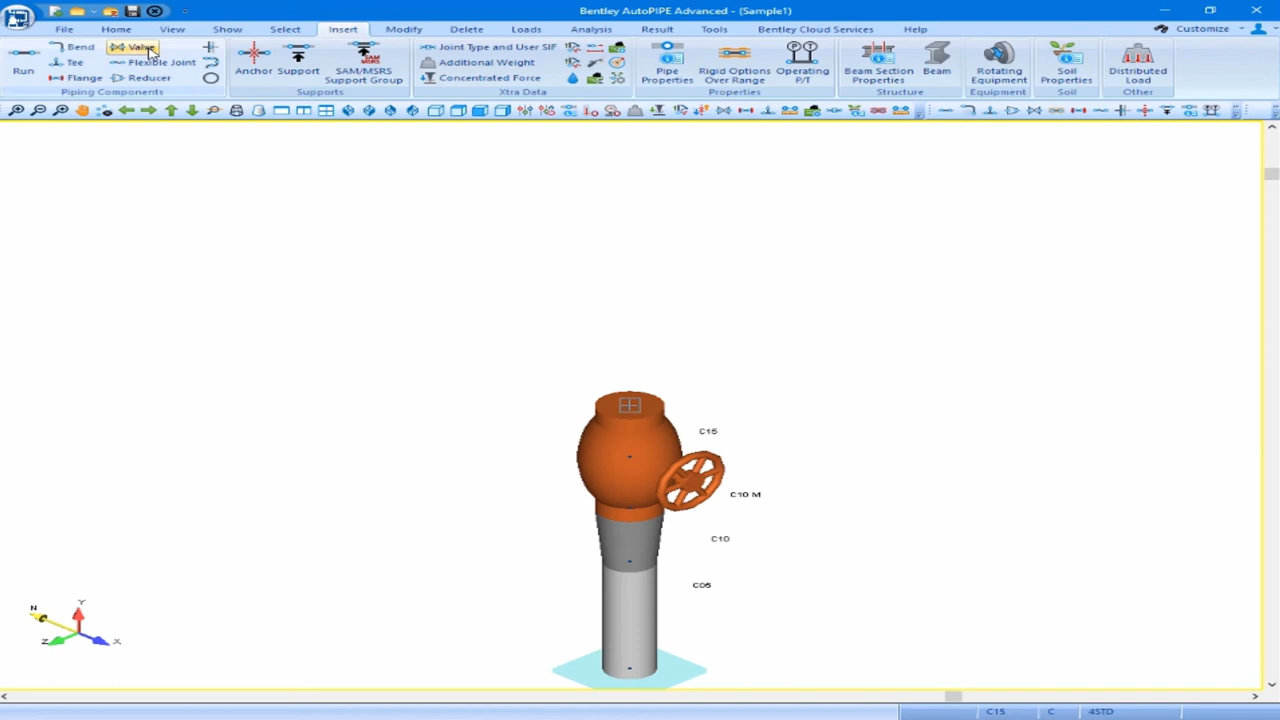 Bentley AutoPIPE Advanced - (Sample1)
File Home View Show Select Insert Modify Delete Loads Analysis Result Tools Bentley Cloud Services Help Customize
Run
Bend
Tee
Flange
Valve
Flexible Joint
Reducer
Piping Components
Anchor
Support
SAM
MSRS
SAM/MSRS
Support Group
Supports
Joint Type and User SIF
Additional Weight
Concentrated Force
Xtra Data
Pipe
Properties
Rigid Options
Over Range
P T
Operating
P/T
Properties
Beam Section
Properties
Beam
Structure
Rotating
Equipment
Equipment
Soil
Properties
Soil
Distributed
Load
Other
C15
C10 M
C10
C05
N
Y
Z
X
C15 C 4STD